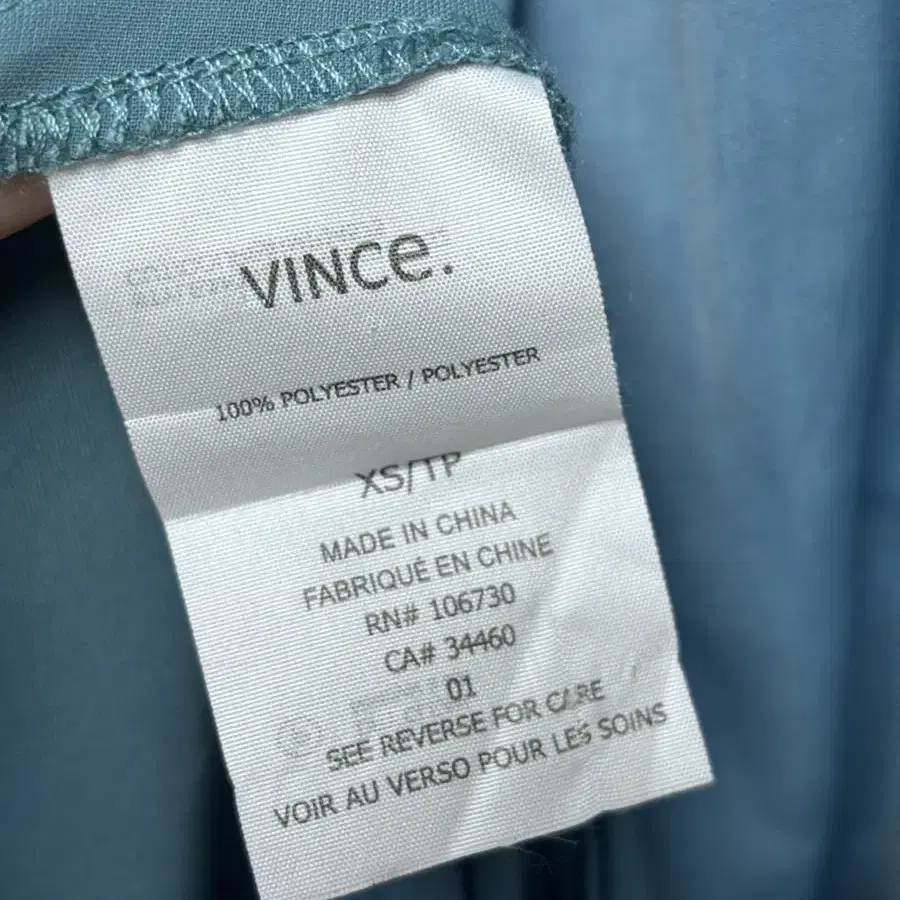 VINCe.
100% POLYESTER / POLYESTER
XS/TP
MADE IN CHINA
FABRIQUÉ EN CHINE
RN# 106730
CA# 34460
01
SEE REVERSE FOR CARE
VOIR AU VERSO POUR LES SOINS